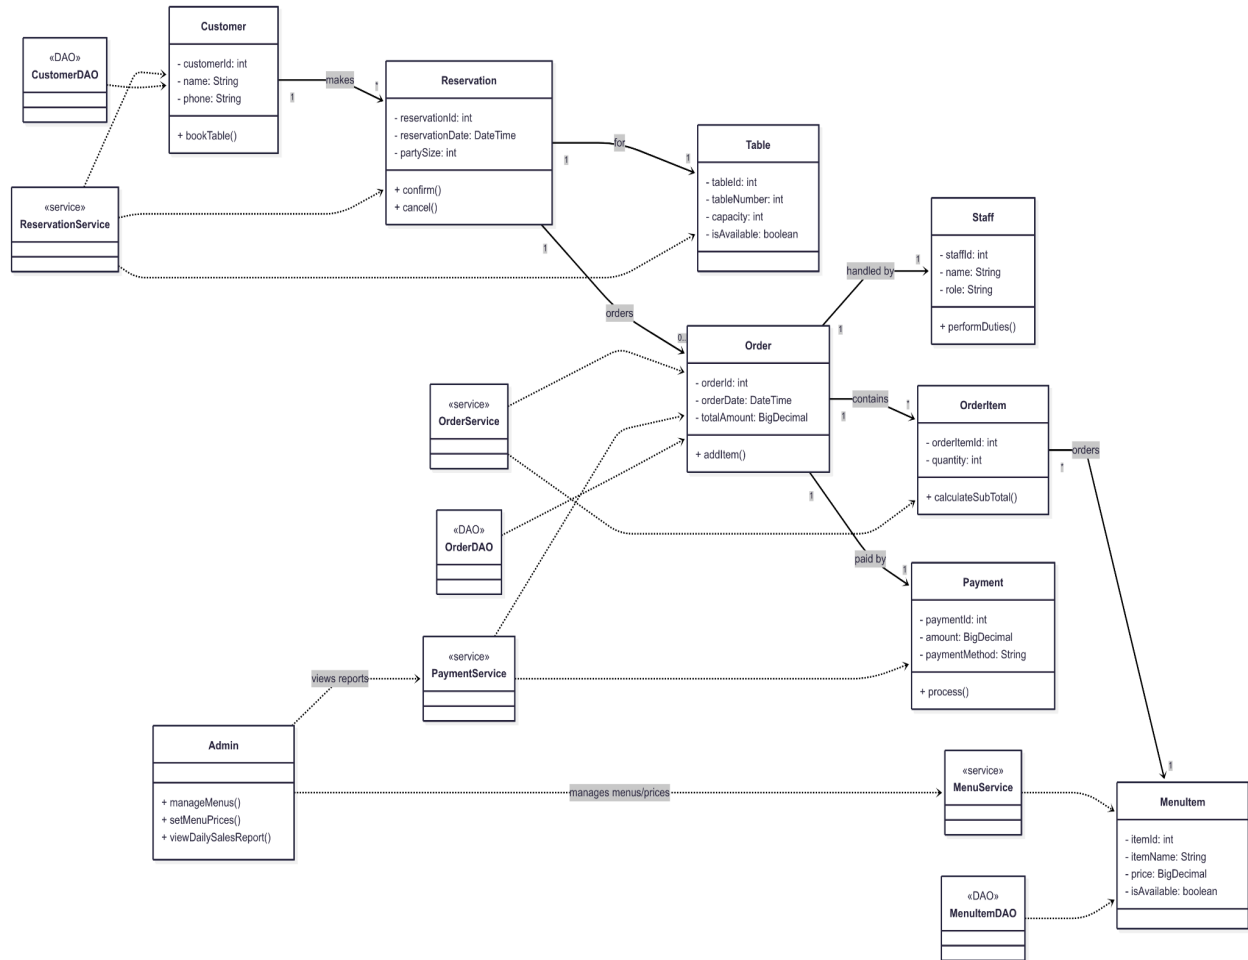 Customer
- customerId: int
- name: String
- phone: String
+ bookTable()
«DAO»
CustomerDAO
makes
1
*
Reservation
- reservationId: int
- reservationDate: DateTime
- partySize: int
+ confirm()
+ cancel()
for
1
1
Table
- tableId: int
- tableNumber: int
- capacity: int
- isAvailable: boolean
«service»
ReservationService
Staff
- staffId: int
- name: String
- role: String
+ performDuties()
handled by
1
1
1
orders
Order
- orderId: int
- orderDate: DateTime
- totalAmount: BigDecimal
+ addItem()
«service»
OrderService
contains
1
*
OrderItem
- orderItemId: int
- quantity: int
+ calculateSubTotal()
orders
*
1
«DAO»
OrderDAO
1
paid by
1
Payment
- paymentId: int
- amount: BigDecimal
- paymentMethod: String
+ process()
«service»
PaymentService
views reports
Admin
+ manageMenus()
+ setMenuPrices()
+ viewDailySalesReport()
manages menus/prices
«service»
MenuService
MenuItem
- itemId: int
- itemName: String
- price: BigDecimal
- isAvailable: boolean
«DAO»
MenuItemDAO